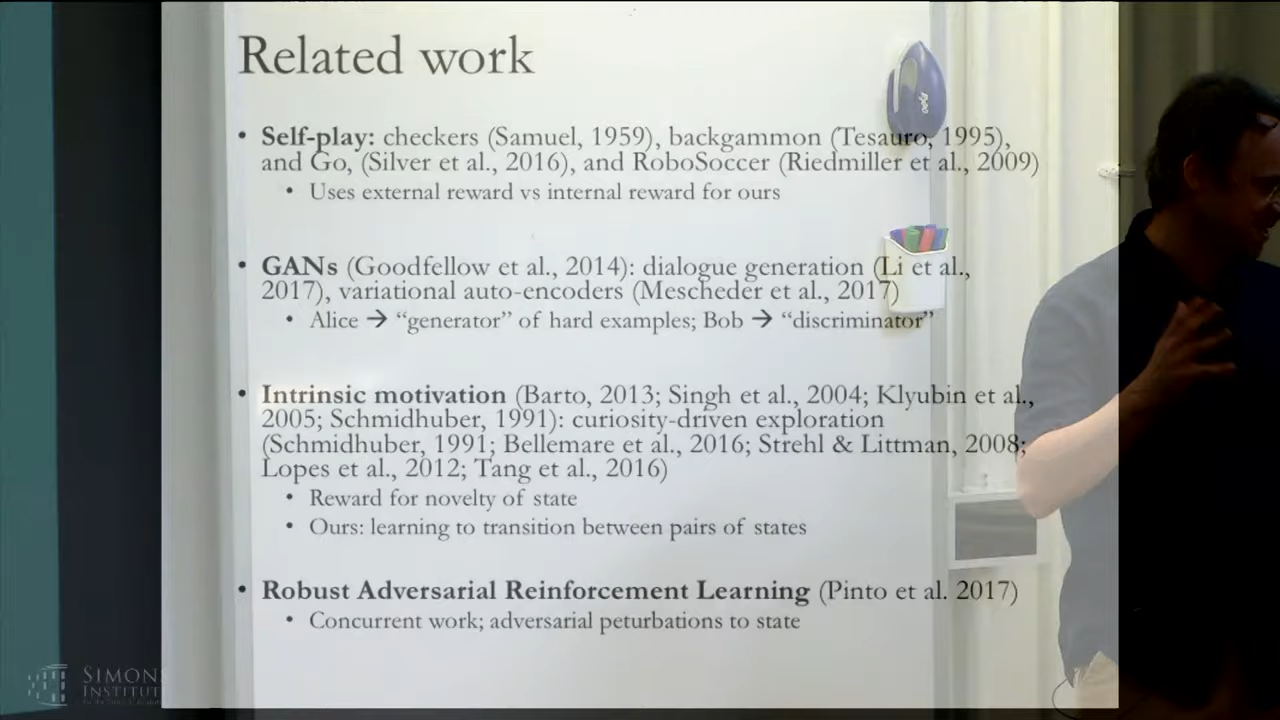 Related work
• Self-play: checkers (Samuel, 1959), backgammon (Tesauro, 1995),
and Go, (Silver et al., 2016), and RoboSoccer (Riedmiller et al., 2009)
• Uses external reward vs internal reward for ours
• GANs (Goodfellow et al., 2014): dialogue generation (Li et al.,
2017), variational auto-encoders (Mescheder et al., 2017)
• Alice → “generator” of hard examples; Bob → “discriminator”
• Intrinsic motivation (Barto, 2013; Singh et al., 2004; Klyubin et al.,
2005; Schmidhuber, 1991): curiosity-driven exploration
(Schmidhuber, 1991; Bellemare et al., 2016; Strehl & Littman, 2008;
Lopes et al., 2012; Tang et al., 2016)
• Reward for novelty of state
• Ours: learning to transition between pairs of states
• Robust Adversarial Reinforcement Learning (Pinto et al. 2017)
• Concurrent work; adversarial peturbations to state
SIMONS
INSTITUT